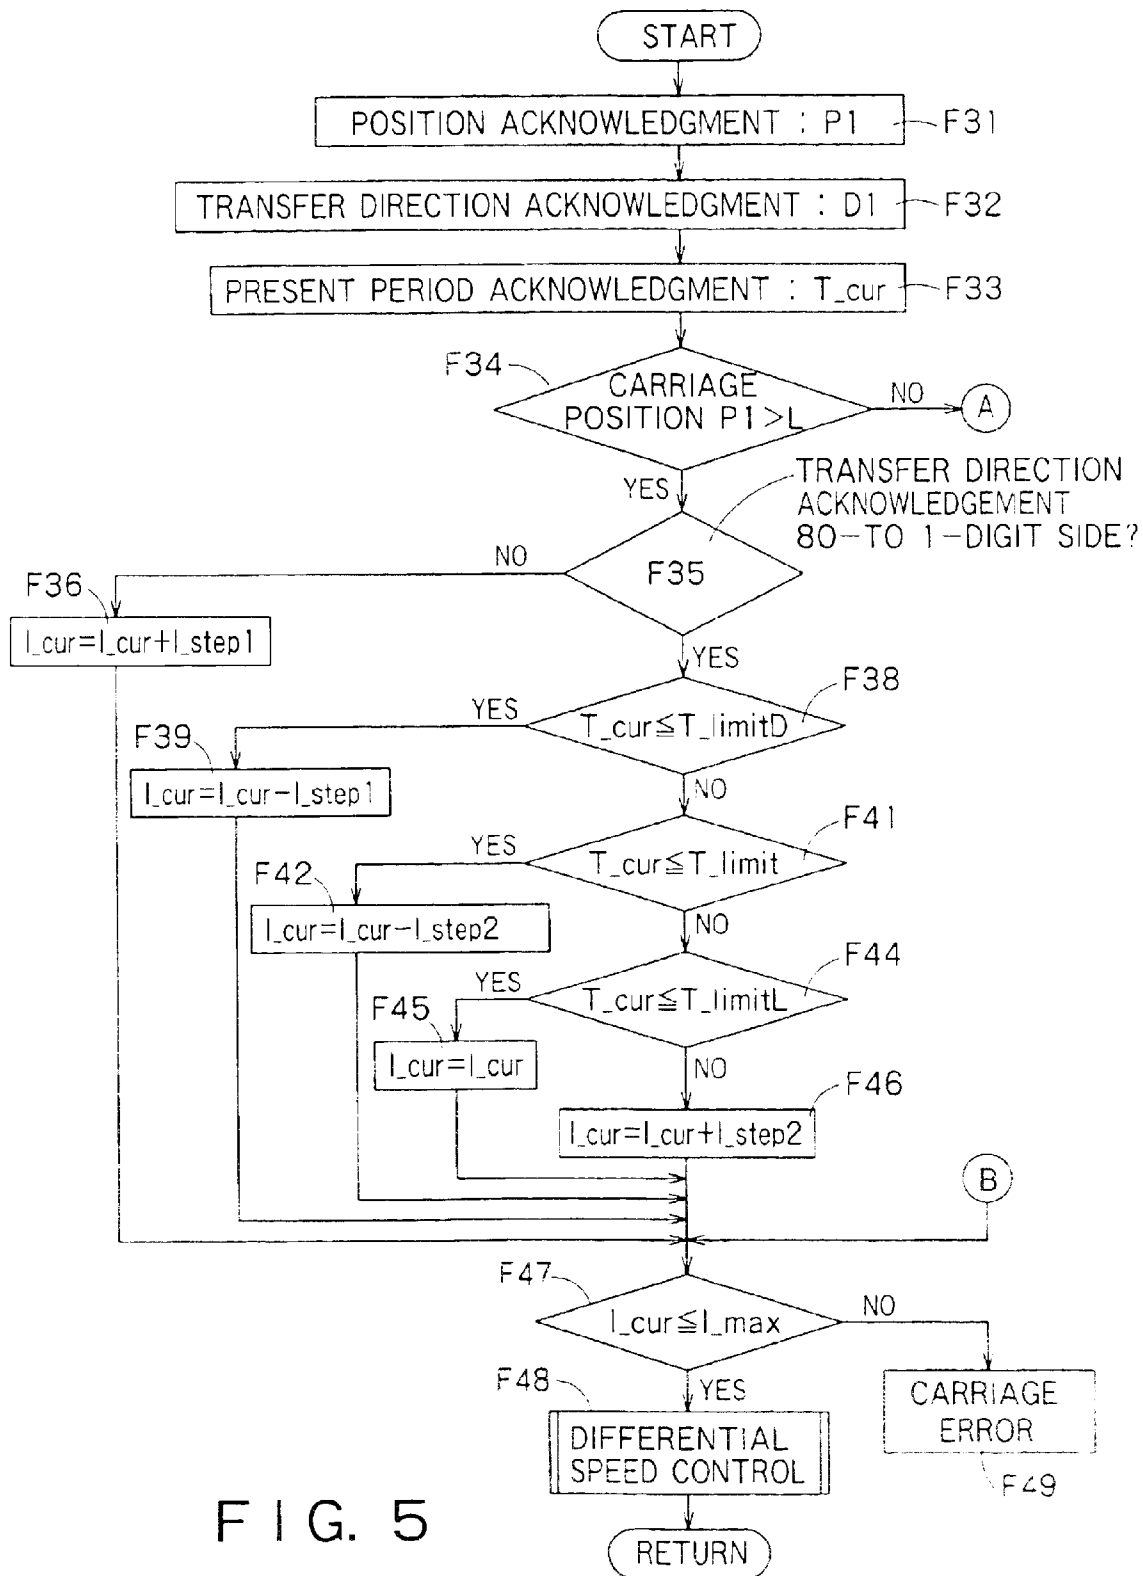 START
POSITION ACKNOWLEDGMENT : P1
F31
TRANSFER DIRECTION ACKNOWLEDGMENT : D1
F32
PRESENT PERIOD ACKNOWLEDGMENT : T_cur
F33
F34
CARRIAGE
POSITION P1>L
NO
A
YES
TRANSFER DIRECTION
ACKNOWLEDGEMENT
80-TO 1-DIGIT SIDE?
NO
F35
F36
I_cur=I_cur+I_step1
YES
F38
YES
T_cur≦T_limitD
F39
I_cur=I_cur-I_step1
NO
F41
YES
T_cur≦T_limit
F42
I_cur=I_cur-I_step2
NO
F44
YES
T_cur≦T_limitL
F45
I_cur=I_cur
NO
F46
I_cur=I_cur+I_step2
B
F47
I_cur≦I_max
NO
F48
YES
CARRIAGE
ERROR
DIFFERENTIAL
SPEED CONTROL
F49
FIG. 5
RETURN